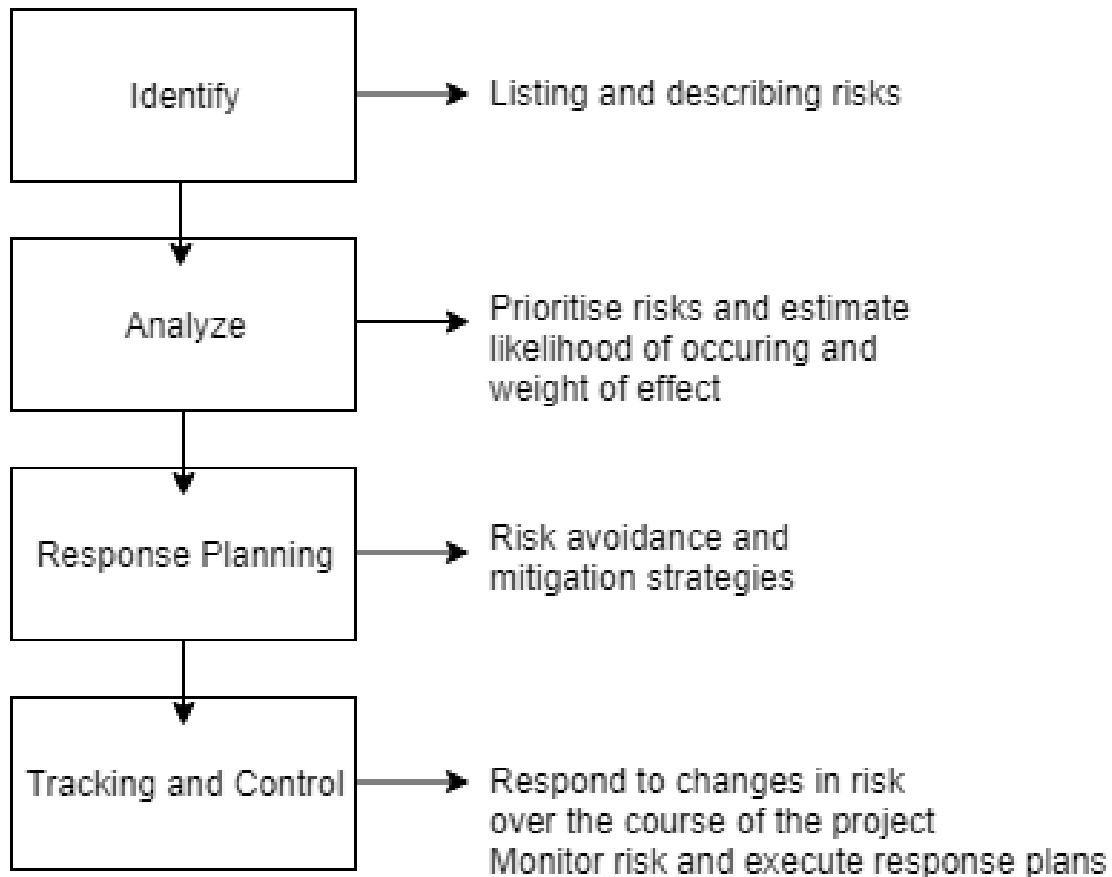 Identify
Listing and describing risks
Analyze
Prioritise risks and estimate
likelihood of occuring and
weight of effect
Response Planning
Risk avoidance and
mitigation strategies
Tracking and Control
Respond to changes in risk
over the course of the project
Monitor risk and execute response plans